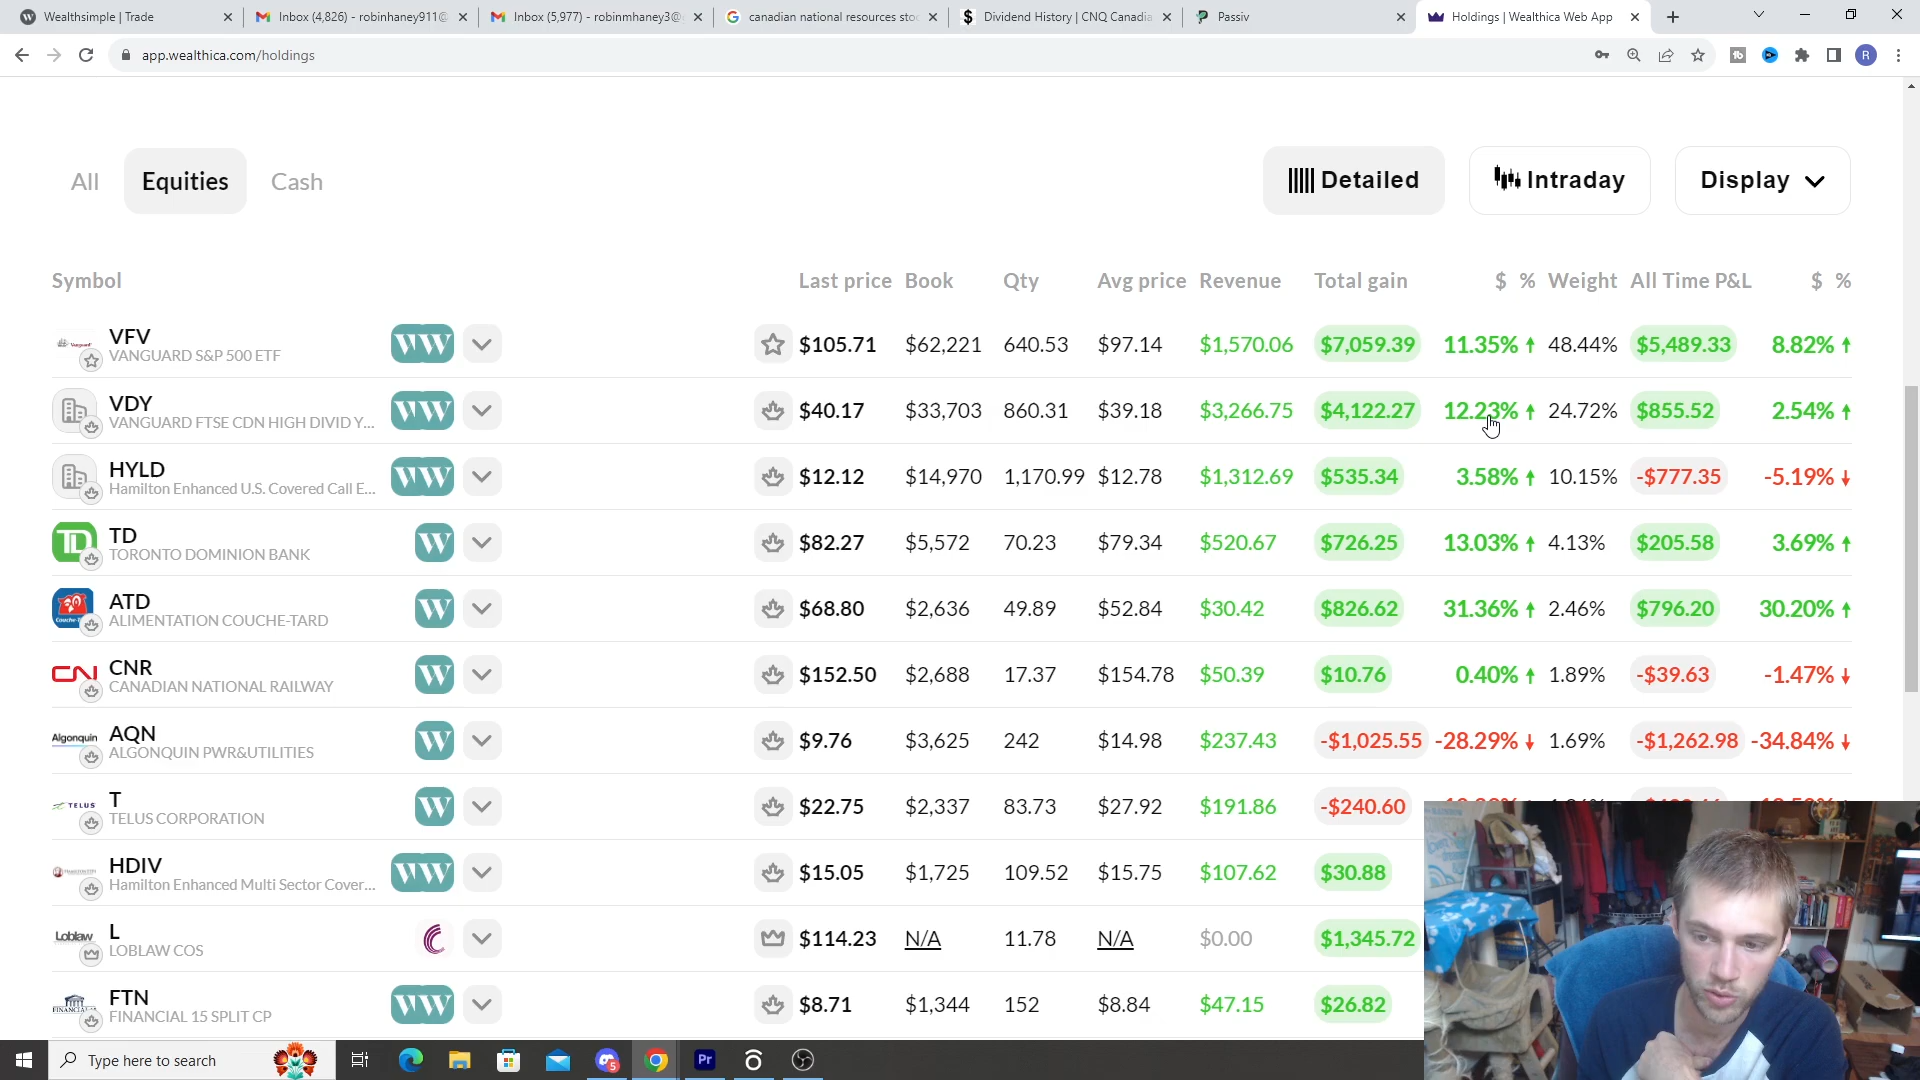 Wealthsimple | Trade
Inbox (4,826) - robinhaney911@
Inbox (5,977) - robinmhaney3@
canadian national resources stoc
Dividend History | CNQ Canadia
Passiv
Holdings | Wealthica Web App
app.wealthica.com/holdings
All
Equities
Cash
Detailed
Intraday
Display
Symbol Last price Book Qty Avg price Revenue Total gain $ % Weight All Time P&L $ %
VFV $105.71 $62,221 640.53 $97.14 $1,570.06 $7,059.39 11.35% 48.44% $5,489.33 8.82%
VANGUARD S&P 500 ETF
VDY $40.17 $33,703 860.31 $39.18 $3,266.75 $4,122.27 12.23% 24.72% $855.52 2.54%
VANGUARD FTSE CDN HIGH DIVID Y...
HYLD $12.12 $14,970 1,170.99 $12.78 $1,312.69 $535.34 3.58% 10.15% -$777.35 -5.19%
Hamilton Enhanced U.S. Covered Call E...
TD $82.27 $5,572 70.23 $79.34 $520.67 $726.25 13.03% 4.13% $205.58 3.69%
TORONTO DOMINION BANK
ATD $68.80 $2,636 49.89 $52.84 $30.42 $826.62 31.36% 2.46% $796.20 30.20%
ALIMENTATION COUCHE-TARD
CNR $152.50 $2,688 17.37 $154.78 $50.39 $10.76 0.40% 1.89% -$39.63 -1.47%
CANADIAN NATIONAL RAILWAY
Algonquin
AQN $9.76 $3,625 242 $14.98 $237.43 -$1,025.55 -28.29% 1.69% -$1,262.98 -34.84%
ALGONQUIN PWR&UTILITIES
TELUS
T $22.75 $2,337 83.73 $27.92 $191.86 -$240.60
TELUS CORPORATION
HDIV $15.05 $1,725 109.52 $15.75 $107.62 $30.88
Hamilton Enhanced Multi Sector Cover...
Loblaw
L $114.23 N/A 11.78 N/A $0.00 $1,345.72
LOBLAW COS
FTN $8.71 $1,344 152 $8.84 $47.15 $26.82
FINANCIAL 15 SPLIT CP
Type here to search
Pr